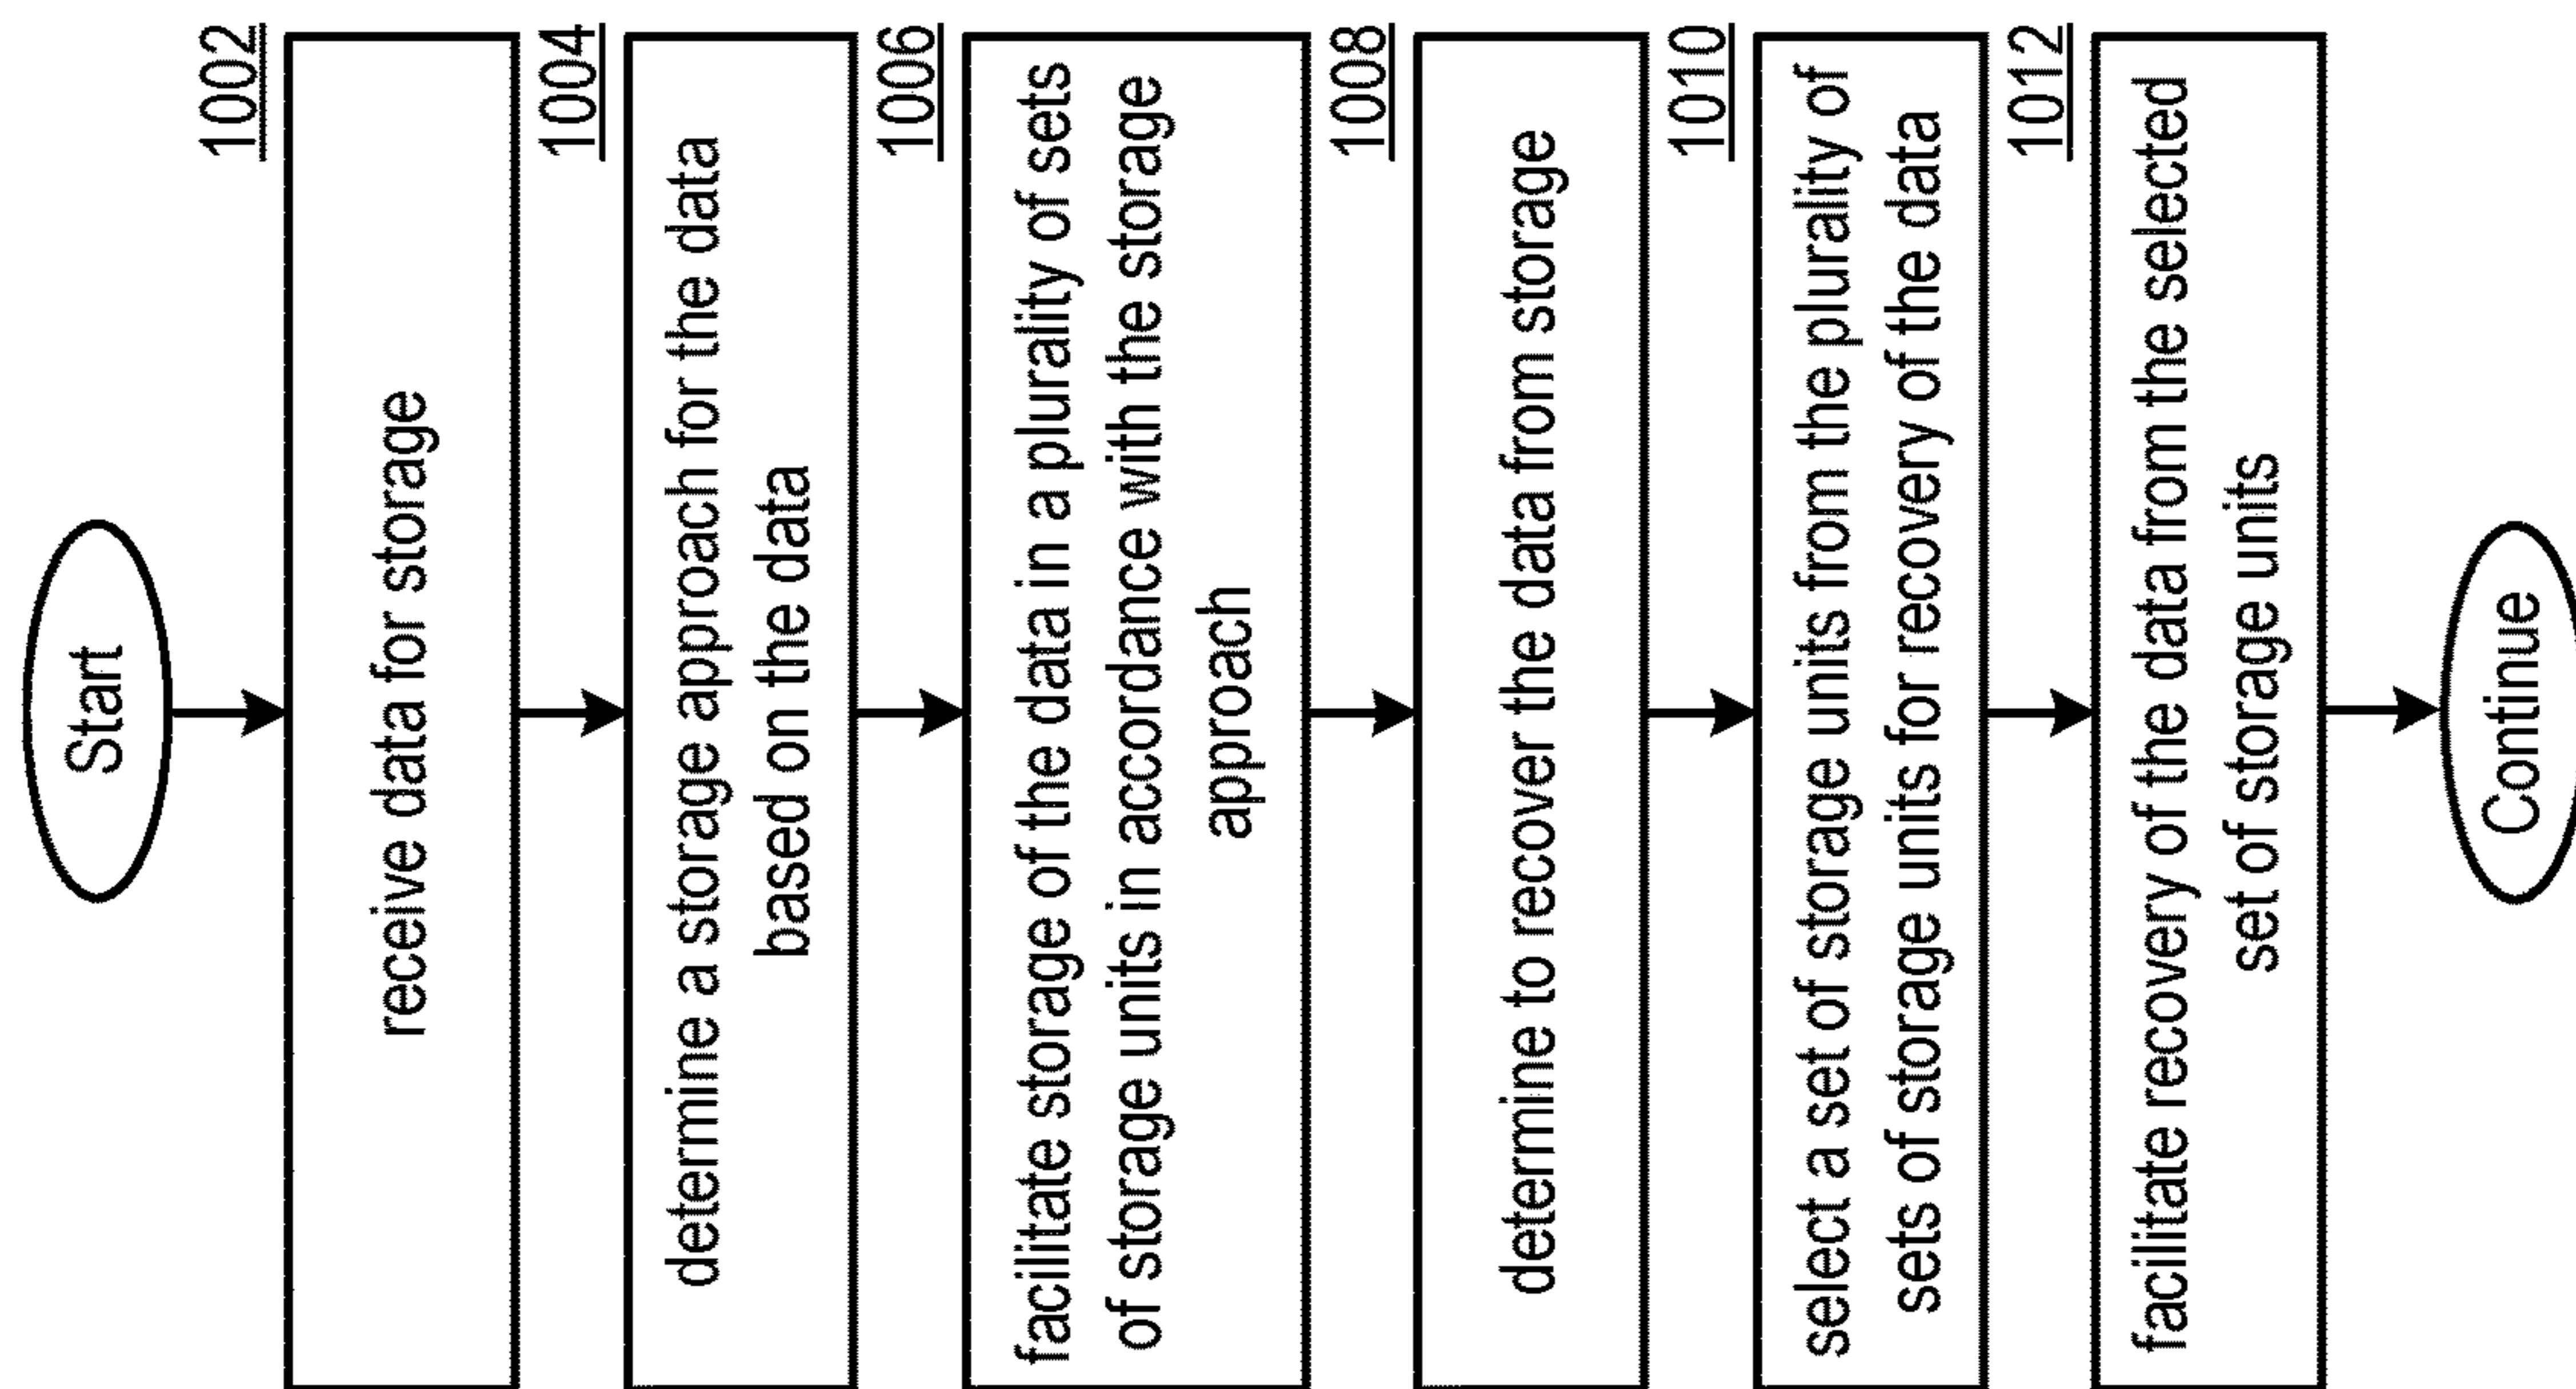 Start
1002
receive data for storage
1004
determine a storage approach for the data
based on the data
1006
facilitate storage of the data in a plurality of sets
of storage units in accordance with the storage
approach
1008
determine to recover the data from storage
1010
select a set of storage units from the plurality of
sets of storage units for recovery of the data
1012
facilitate recovery of the data from the selected
set of storage units
Continue